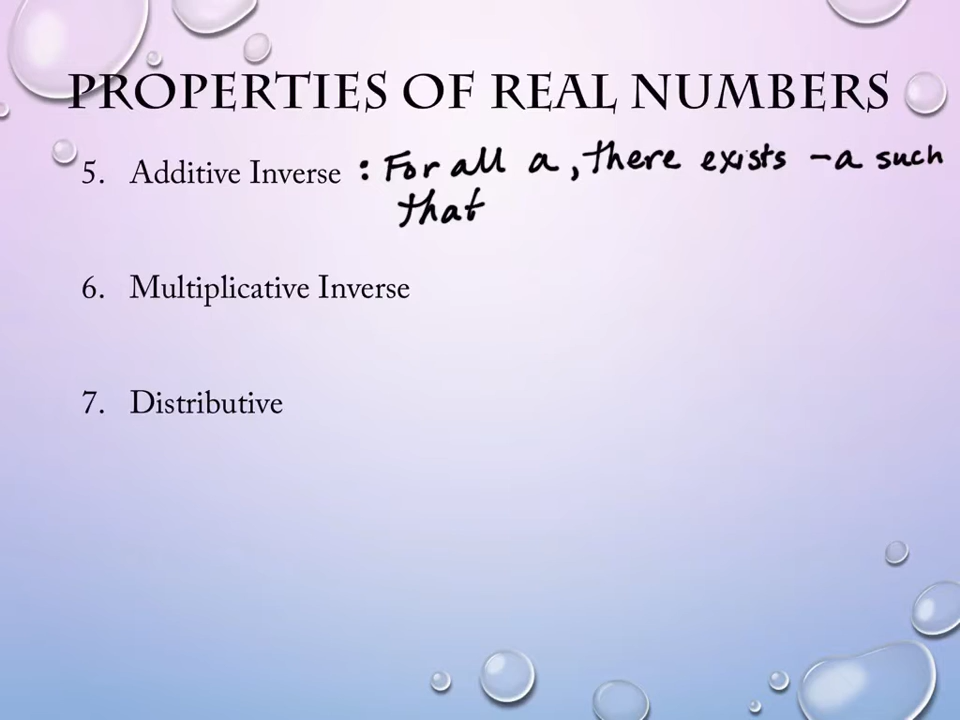 PROPERTIES OF REAL NUMBERS
5. Additive Inverse : For all a, there exists -a such
that
6. Multiplicative Inverse
7. Distributive